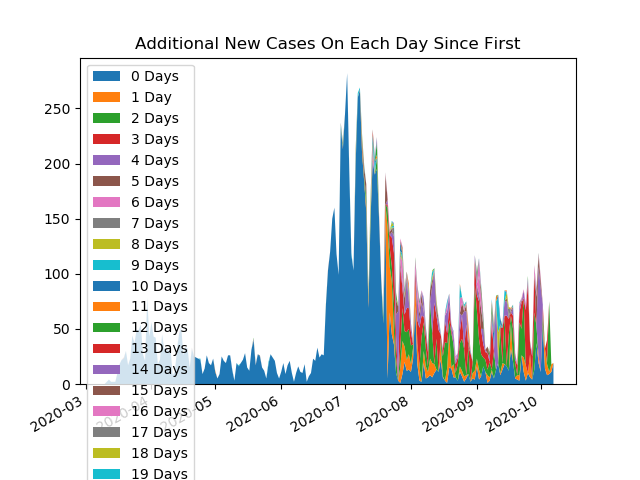 Additional New Cases On Each Day Since First
250
200
150
100
50
0
0 Days
1 Day
2 Days
3 Days
4 Days
5 Days
6 Days
7 Days
8 Days
9 Days
10 Days
11 Days
12 Days
13 Days
14 Days
15 Days
16 Days
17 Days
18 Days
19 Days
2020-03
2020-04
2020-05
2020-06
2020-07
2020-08
2020-09
2020-10